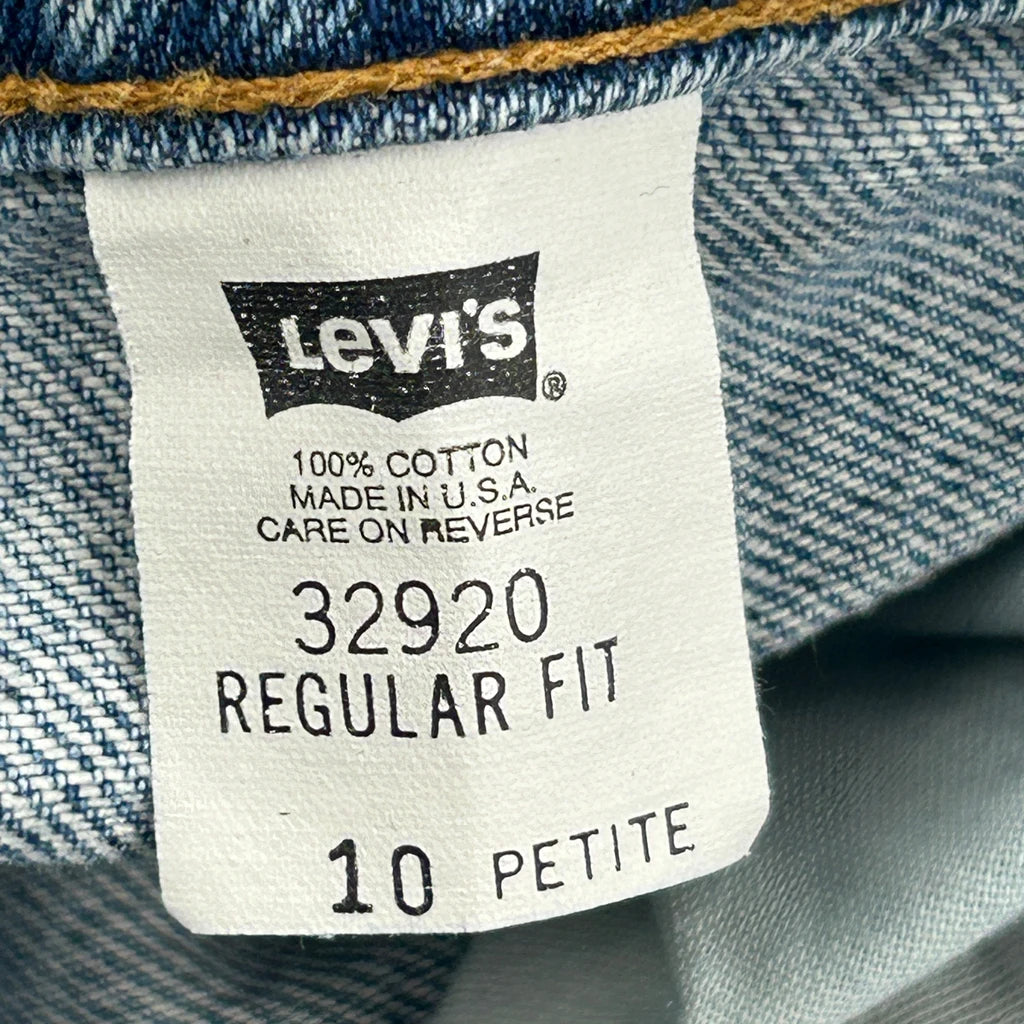 Levi's ®
100% COTTON
MADE IN U.S.A.
CARE ON REVERSE
32920
REGULAR FIT
10 PETITE